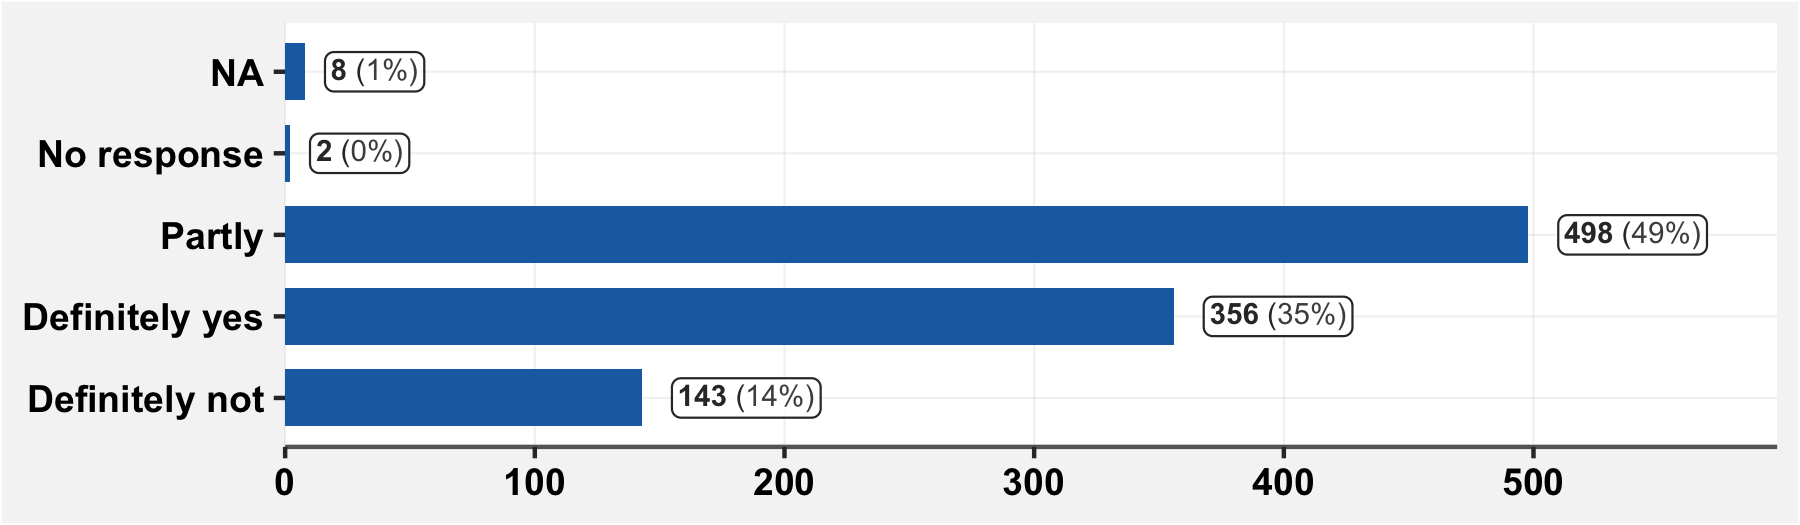 NA 8 (1%)
No response 2 (0%)
Partly 498 (49%)
Definitely yes 356 (35%)
Definitely not 143 (14%)
0 100 200 300 400 500